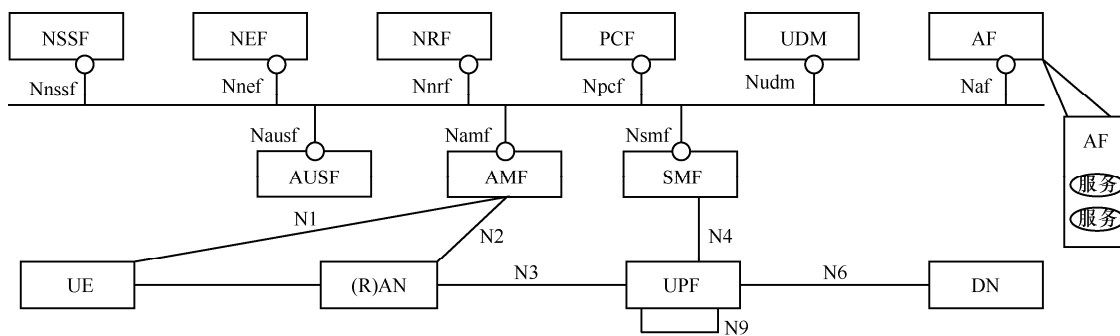 NSSF
NEF
NRF
PCF
UDM
AF
Nnssf
Nnef
Nnrf
Npcf
Nudm
Naf
Nausf
Namf
Nsmf
AF
AUSF
AMF
SMF
服务
服务
N1
N2
N4
N3
N6
UE
(R)AN
UPF
DN
N9